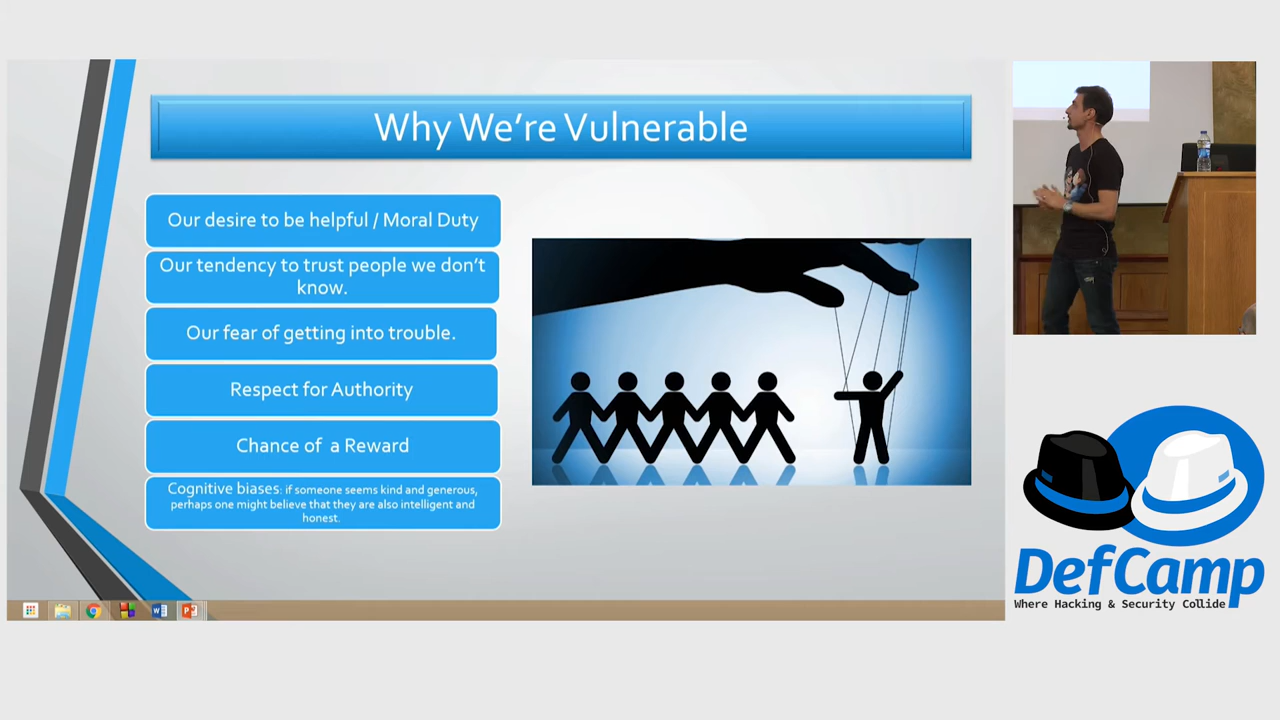 Why We're Vulnerable
Our desire to be helpful / Moral Duty
Our tendency to trust people we don't
know.
Our fear of getting into trouble.
Respect for Authority
Chance of a Reward
Cognitive biases: if someone seems kind and generous,
perhaps one might believe that they are also intelligent and
honest.
DefCamp
Where Hacking & Security Collide